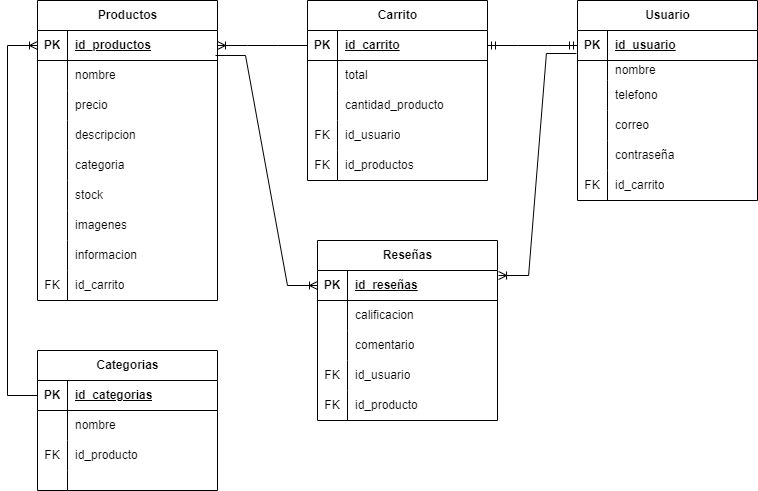 Productos
PK id_productos
nombre
precio
descripcion
categoria
stock
imagenes
informacion
FK id_carrito
Carrito
PK id_carrito
total
cantidad_producto
FK id_usuario
FK id_productos
Usuario
PK id_usuario
nombre
telefono
correo
contraseña
FK id_carrito
Reseñas
PK id_reseñas
calificacion
comentario
FK id_usuario
FK id_producto
Categorias
PK id_categorias
nombre
FK id_producto